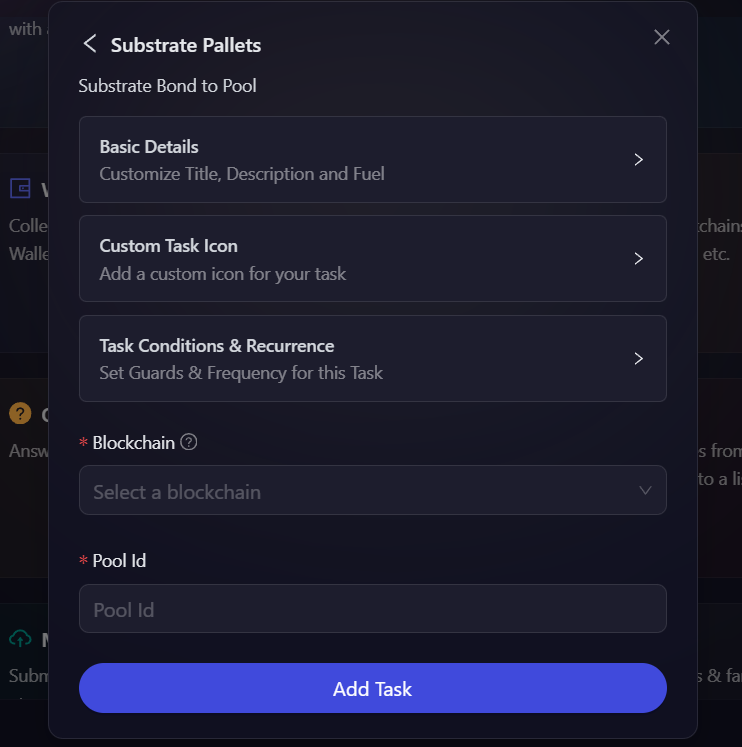 with
Substrate Pallets
Substrate Bond to Pool
Basic Details
Customize Title, Description and Fuel
Custom Task Icon
Add a custom icon for your task
Colle
Walle
chains
etc.
Task Conditions & Recurrence
Set Guards & Frequency for this Task
* Blockchain ?
Answ
s from
Select a blockchain
to a li
* Pool Id
Pool Id
Subm
s & fa
Add Task